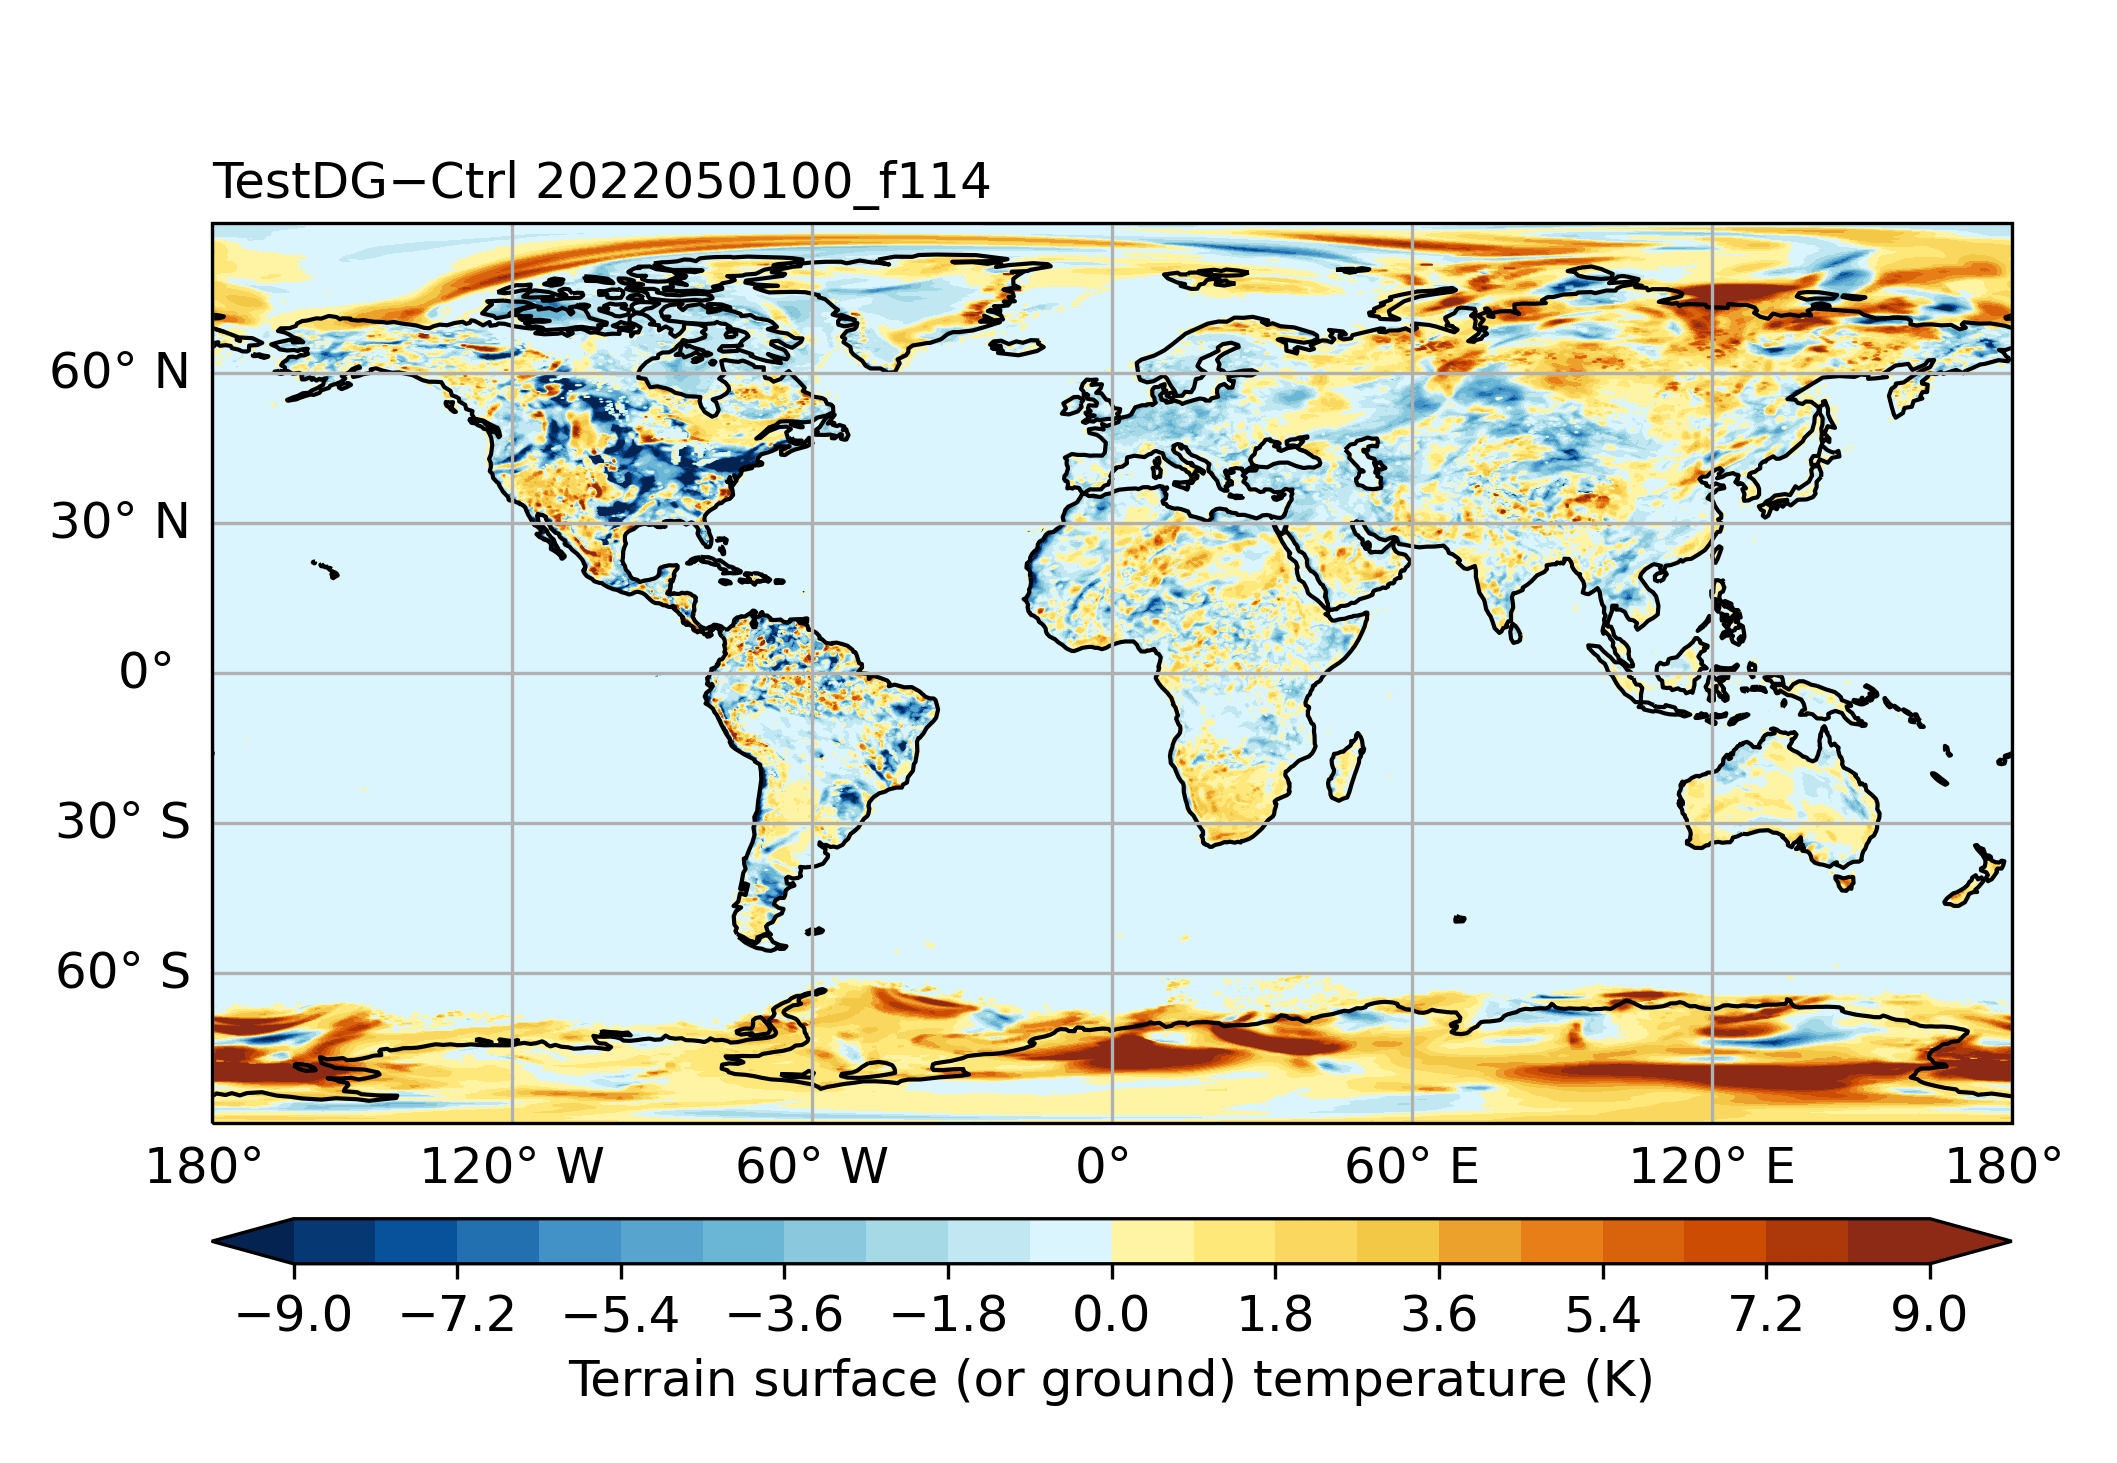 TestDG−Ctrl 2022050100_f114
60° N
30° N
0°
30° S
60° S
180° 120° W 60° W 0° 60° E 120° E 180°
−9.0 −7.2 −5.4 −3.6 −1.8 0.0 1.8 3.6 5.4 7.2 9.0
Terrain surface (or ground) temperature (K)